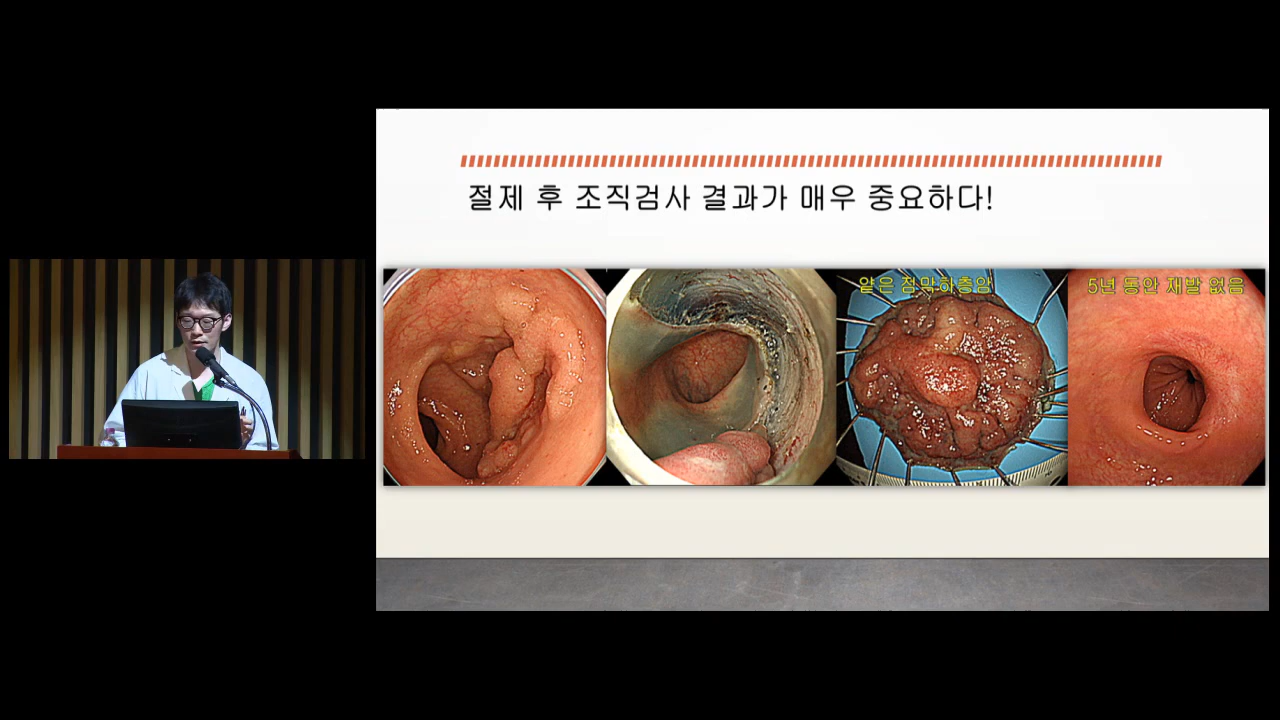 절제 후 조직검사 결과가 매우 중요하다!
얕은 점막하층암
5년 동안 재발 없음